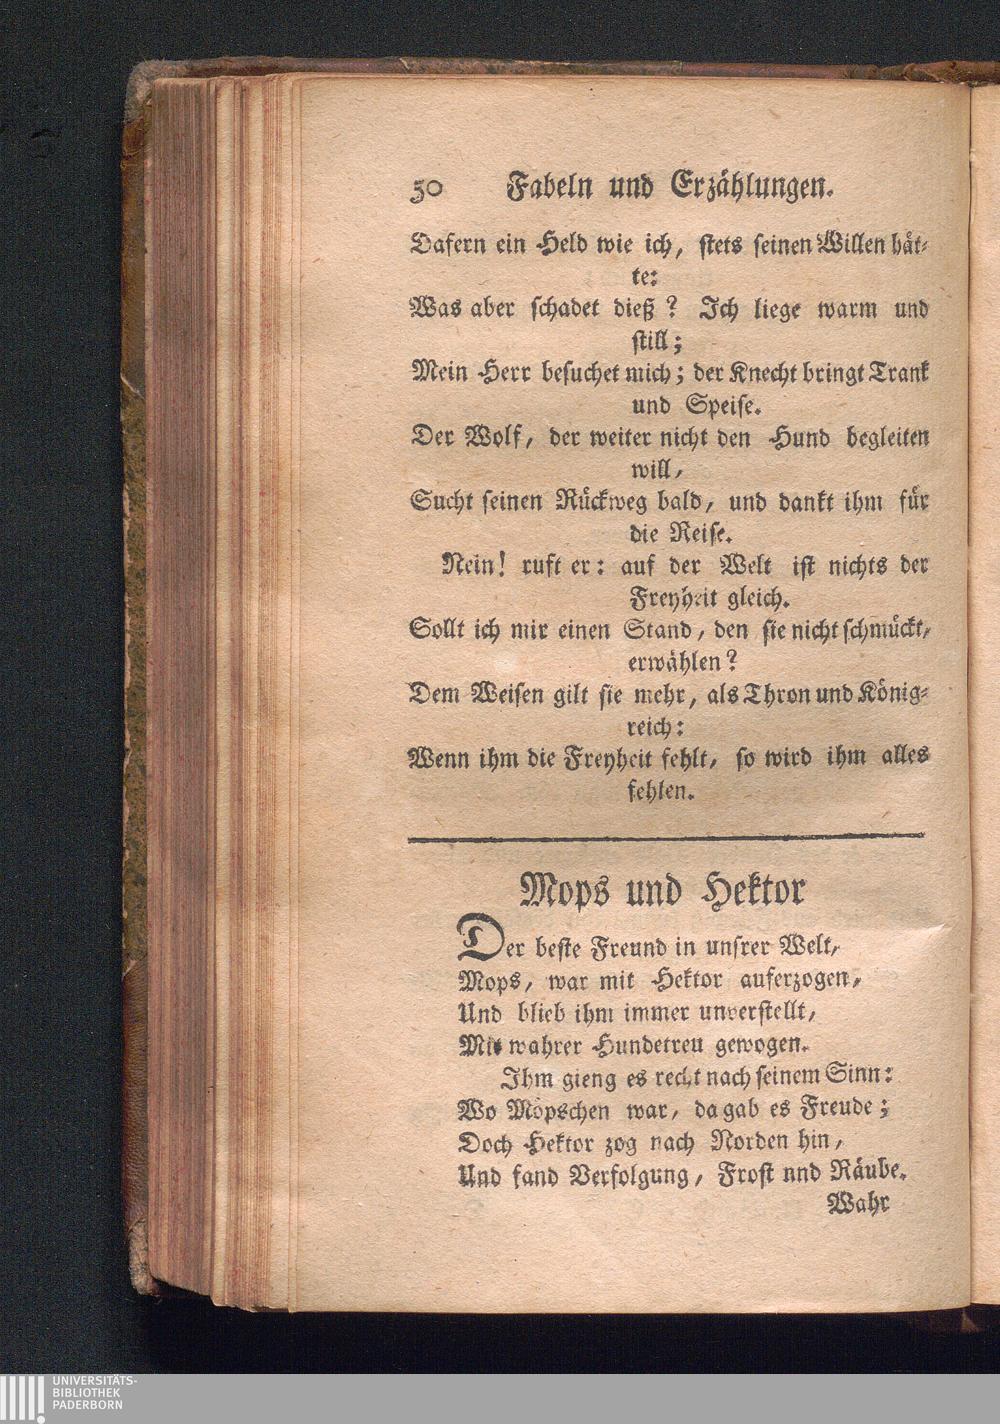 50 Fabeln und Erzählungen.
Dafern ein Held wie ich, stets seinen Willen hät-
te:
Was aber schadet dieß? Ich liege warm und
still;
Mein Herr besuchet mich; der Knecht bringt Trank
und Speise.
Der Wolf, der weiter nicht den Hund begleiten
will,
Sucht seinen Rückweg bald, und dankt ihm für
die Reise.
Nein! ruft er: auf der Welt ist nichts der
Freyheit gleich.
Sollt ich mir einen Stand, den sie nicht schmückt,
erwählen?
Dem Weisen gilt sie mehr, als Thron und König-
reich:
Wenn ihm die Freyheit fehlt, so wird ihm alles
fehlen.
Mops und Hektor
Der beste Freund in unsrer Welt,
Mops, war mit Hektor auferzogen,
Und blieb ihm immer unverstellt,
Mit wahrer Hundetreu gewogen.
Ihm gieng es recht nach seinem Sinn:
Wo Möpschen war, da gab es Freude;
Doch Hektor zog nach Norden hin,
Und fand Verfolgung, Frost nnd Räube.
Wahr
UNIVERSITÄTS-
BIBLIOTHEK
PADERBORN